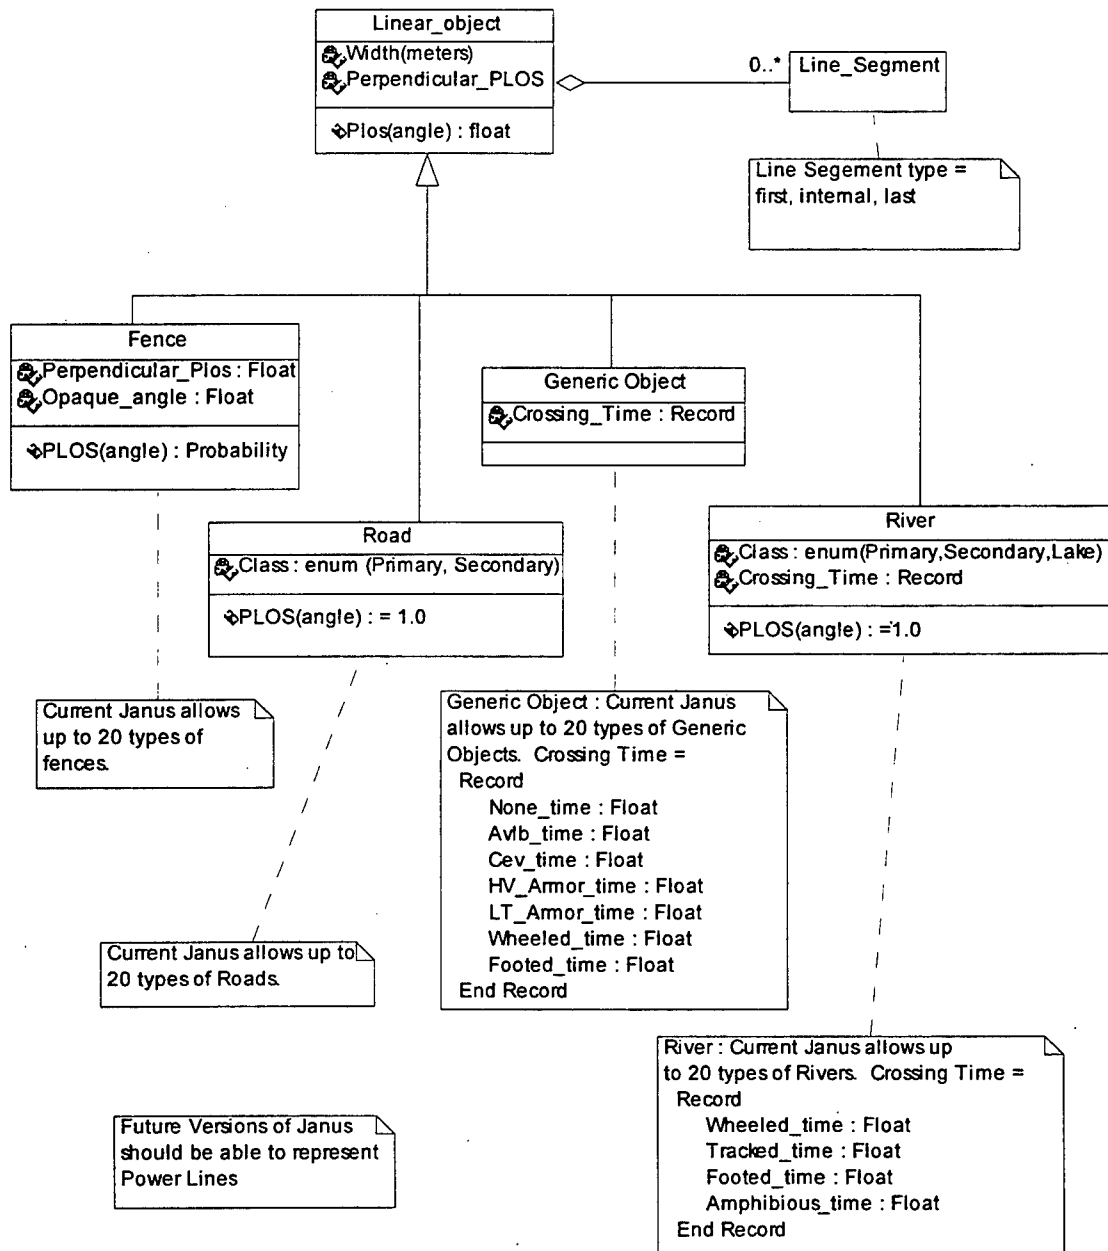 Linear_object
Width(meters)
Perpendicular_PLOS
Plos(angle) : float
0..*
Line_Segment
Line Segement type =
first, internal, last
Fence
Perpendicular_Plos : Float
Opaque_angle : Float
PLOS(angle) : Probability
Generic Object
Crossing_Time : Record
Road
Class : enum (Primary, Secondary)
PLOS(angle) : = 1.0
River
Class : enum(Primary,Secondary,Lake)
Crossing_Time : Record
PLOS(angle) : =1.0
Current Janus allows
up to 20 types of
fences.
Generic Object : Current Janus
allows up to 20 types of Generic
Objects. Crossing Time =
Record
None_time : Float
Avlb_time : Float
Cev_time : Float
HV_Armor_time : Float
LT_Armor_time : Float
Wheeled_time : Float
Footed_time : Float
End Record
Current Janus allows up to
20 types of Roads.
River : Current Janus allows up
to 20 types of Rivers. Crossing Time =
Record
Wheeled_time : Float
Tracked_time : Float
Footed_time : Float
Amphibious_time : Float
End Record
Future Versions of Janus
should be able to represent
Power Lines